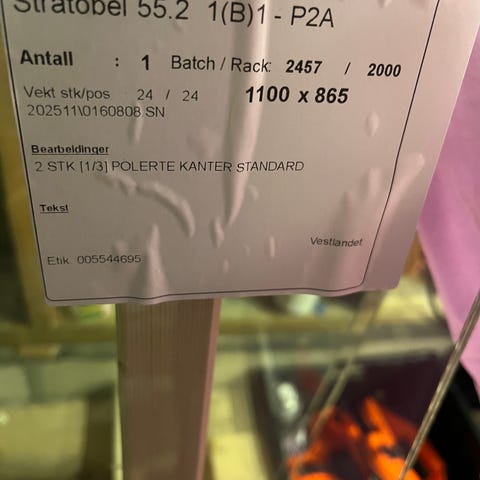 Stratobel 55.2 1(B)1 - P2A
Antall : 1 Batch / Rack: 2457 / 2000
Vekt stk/pos 24 / 24 1100 x 865
202511\0160808 SN
Bearbeidinger
2 STK [1/3] POLERTE KANTER STANDARD
Tekst
Vestlandet
Etik. 005544695